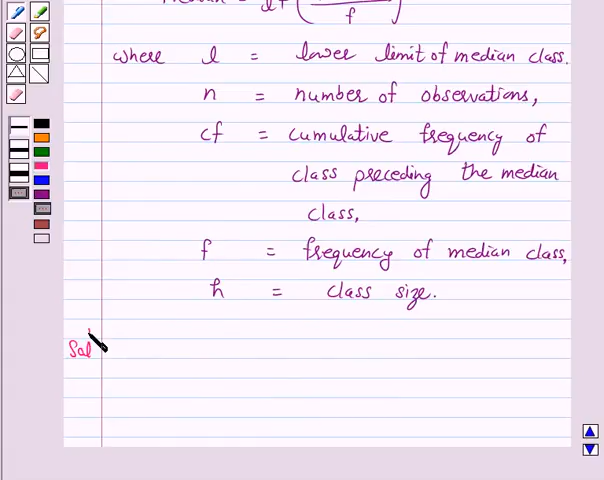 l+ ( f )
where l = lower limit of median class.
n = number of observations,
cf = cumulative frequency of
class preceding the median
class,
f = frequency of median class,
h = class size.
Sol